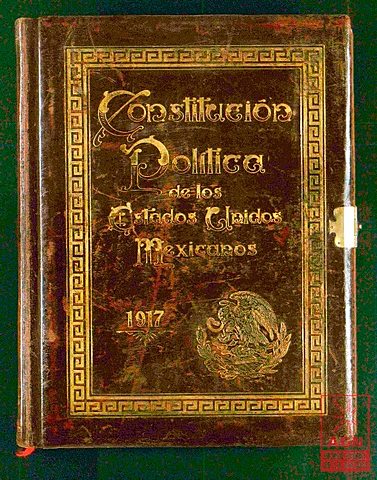 Constitución
Política
de los
Estados Unidos
Mexicanos
1917